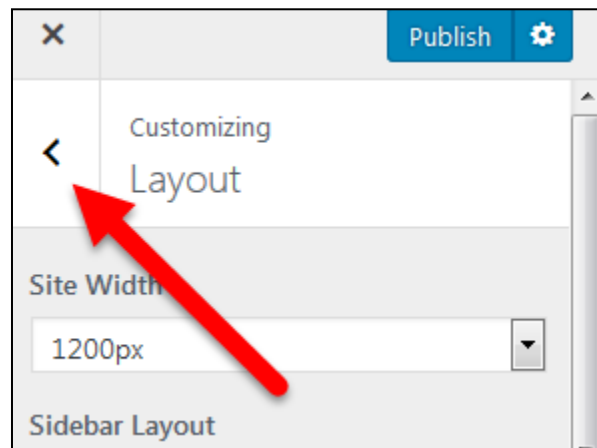 Publish
Customizing
Layout
Site Width
1200px
Sidebar Layout